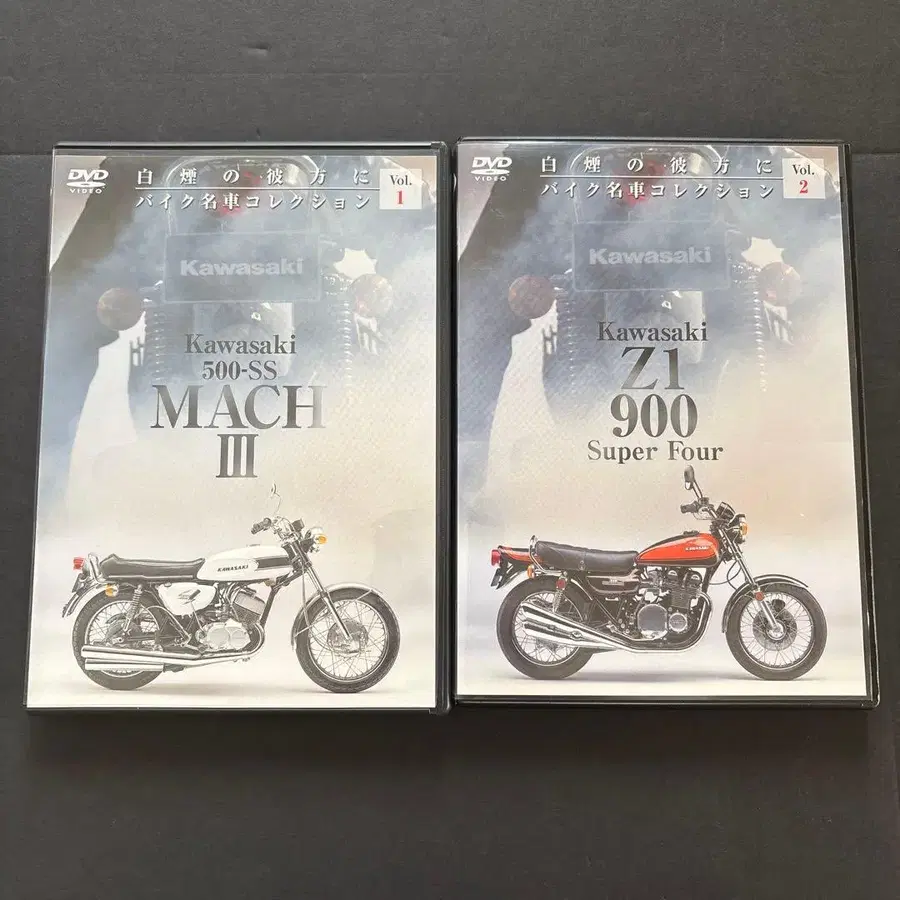 DVD
VIDEO
白煙の彼方に
バイク名車コレクション
Vol.
1
Kawasaki
Kawasaki
500-SS
MACH
III
KAWASAKI
DVD
VIDEO
白煙の彼方に
バイク名車コレクション
Vol.
2
Kawasaki
Kawasaki
Z1
900
Super Four
KAWASAKI